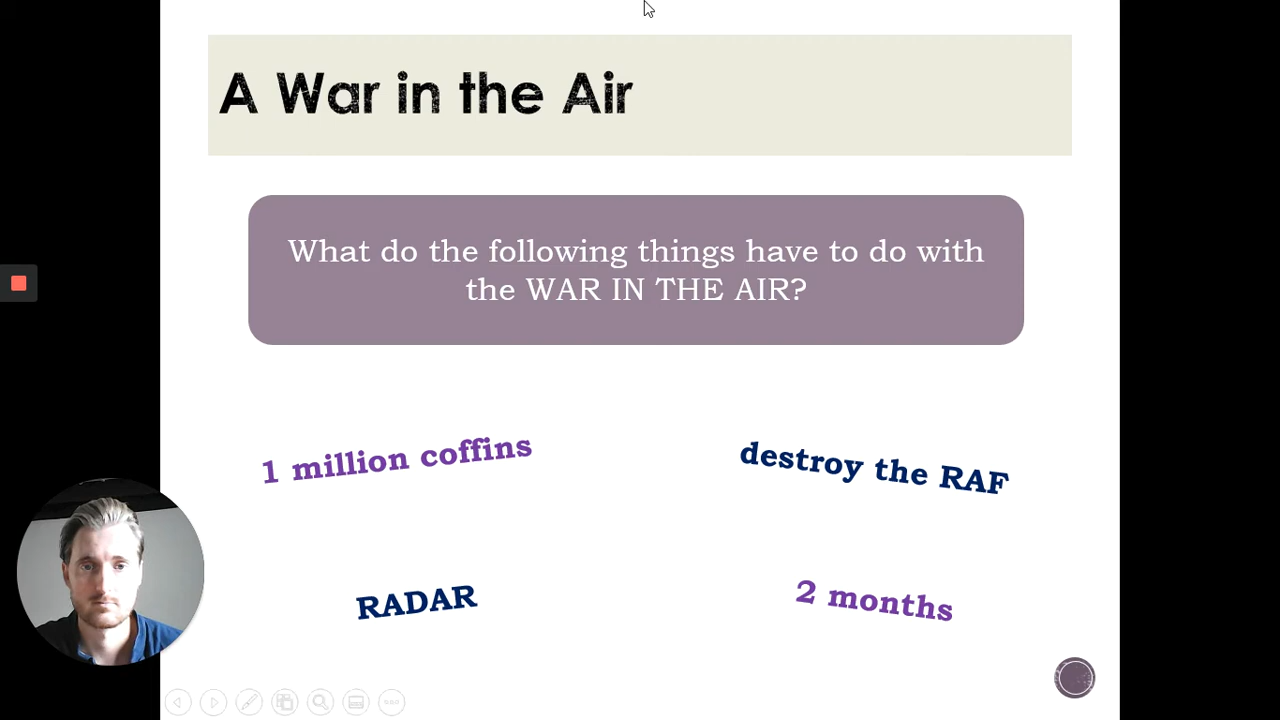 A War in the Air
What do the following things have to do with
the WAR IN THE AIR?
1 million coffins
destroy the RAF
RADAR
2 months